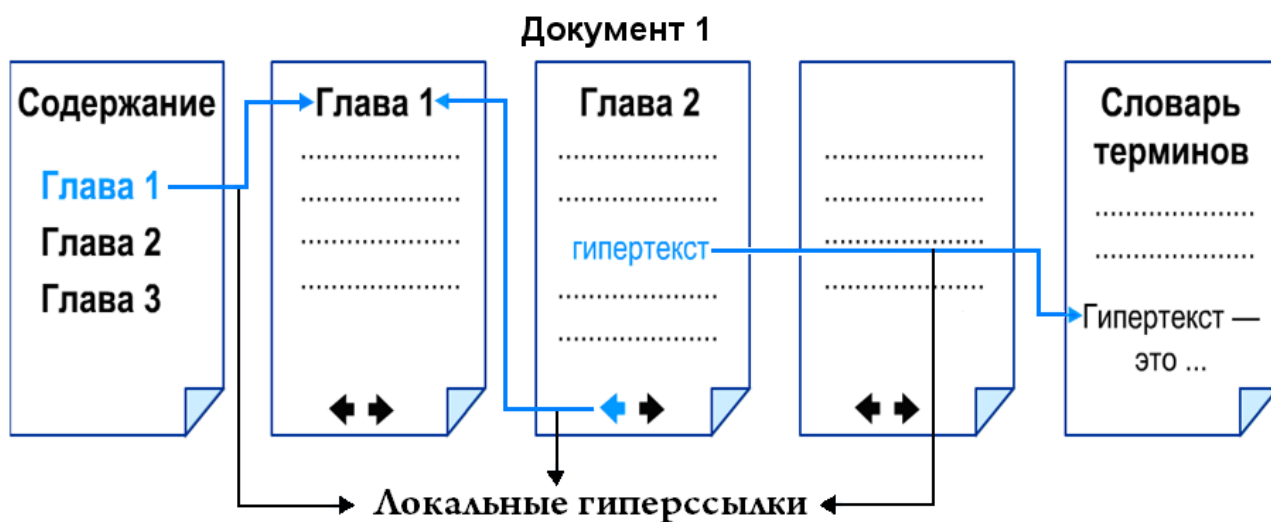 Документ 1
Содержание
Глава 1
Глава 2
Глава 3
Глава 1
....................................
....................................
....................................
....................................
Глава 2
....................................
....................................
гипертекст
....................................
....................................
....................................
....................................
....................................
....................................
Словарь
терминов
....................................
....................................
Гипертекст —
это ...
Локальные гиперссылки